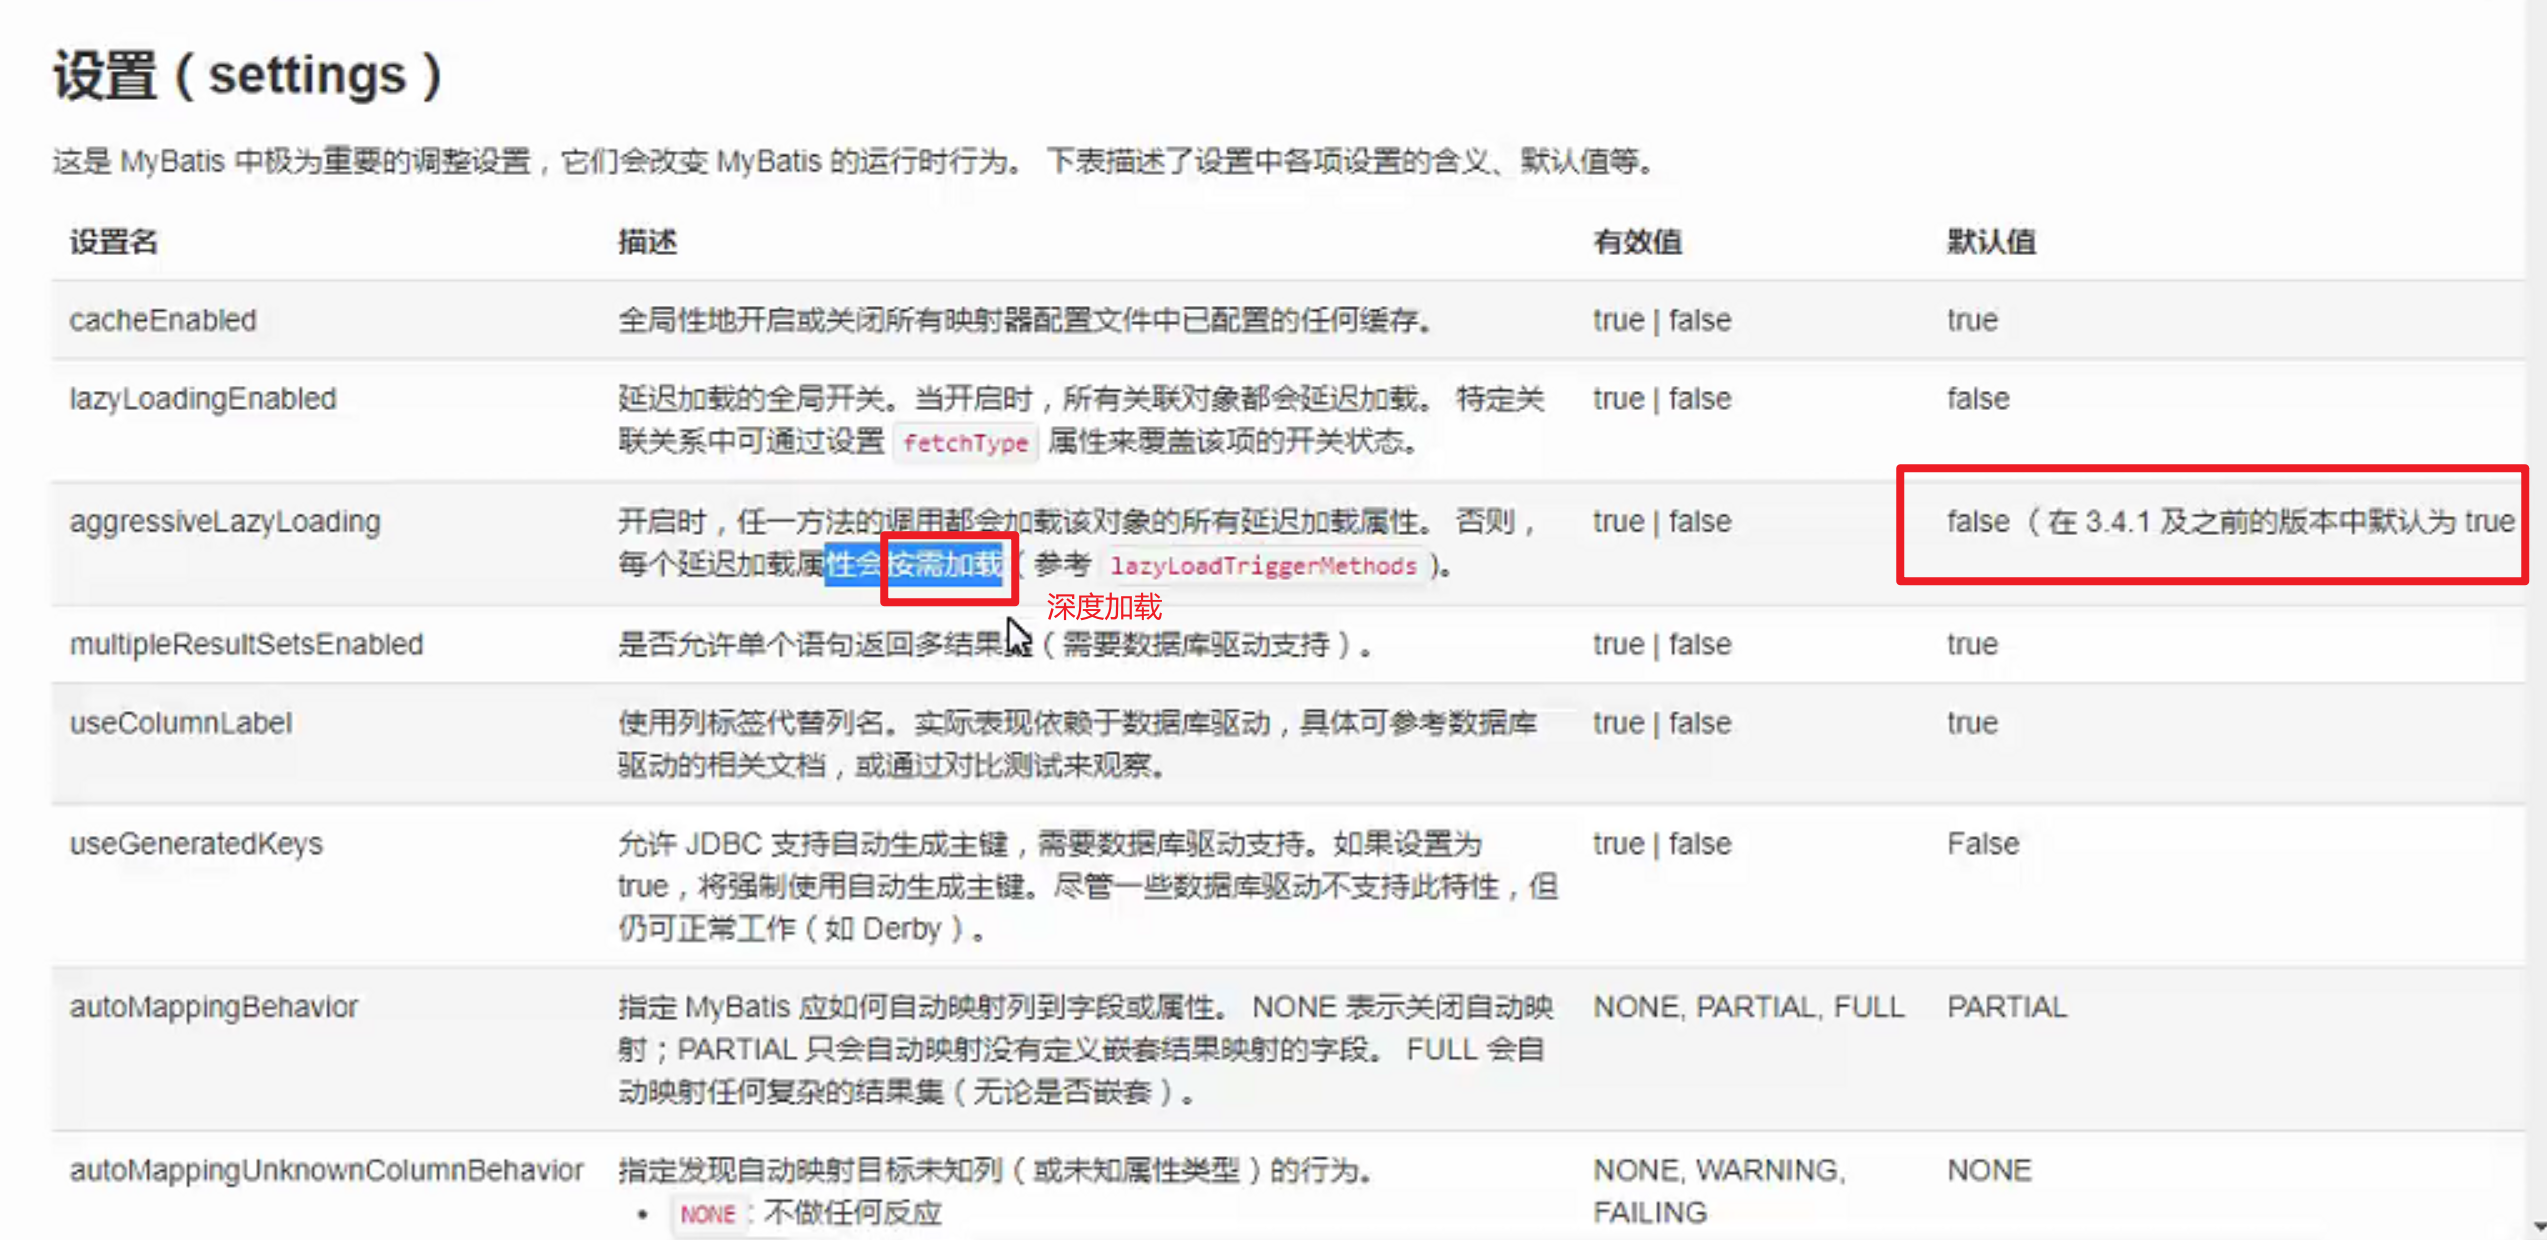 设置（settings）
这是 MyBatis 中极为重要的调整设置，它们会改变 MyBatis 的运行时行为。 下表描述了设置中各项设置的含义、默认值等。
设置名 描述 有效值 默认值
cacheEnabled 全局性地开启或关闭所有映射器配置文件中已配置的任何缓存。 true | false true
lazyLoadingEnabled 延迟加载的全局开关。当开启时，所有关联对象都会延迟加载。 特定关 true | false false
联关系中可通过设置 fetchType 属性来覆盖该项的开关状态。
aggressiveLazyLoading 开启时，任一方法的调用都会加载该对象的所有延迟加载属性。 否则， true | false false （在 3.4.1 及之前的版本中默认为 true
每个延迟加载属性会按需加载（参考 lazyLoadTriggerMethods )。
深度加载
multipleResultSetsEnabled 是否允许单个语句返回多结果集（需要数据库驱动支持）。 true | false true
useColumnLabel 使用列标签代替列名。实际表现依赖于数据库驱动，具体可参考数据库 true | false true
驱动的相关文档，或通过对比测试来观察。
useGeneratedKeys 允许 JDBC 支持自动生成主键，需要数据库驱动支持。如果设置为 true | false False
true，将强制使用自动生成主键。尽管一些数据库驱动不支持此特性，但
仍可正常工作（如 Derby）。
autoMappingBehavior 指定 MyBatis 应如何自动映射列到字段或属性。 NONE 表示关闭自动映 NONE, PARTIAL, FULL PARTIAL
射；PARTIAL 只会自动映射没有定义嵌套结果映射的字段。 FULL 会自
动映射任何复杂的结果集（无论是否嵌套）。
autoMappingUnknownColumnBehavior 指定发现自动映射目标未知列（或未知属性类型）的行为。 NONE, WARNING, NONE
• NONE : 不做任何反应 FAILING